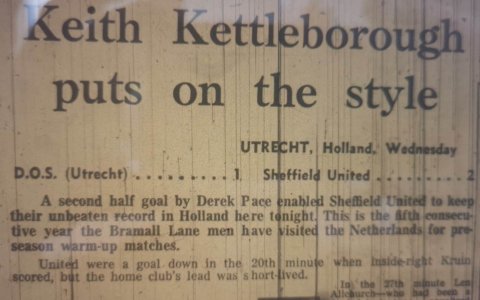 Keith Kettleborough
puts on the style
UTRECHT, Holland, Wednesday
D.O.S. (Utrecht) . . . . . . . . . 1 Sheffield United . . . . . . . . . 2
A second half goal by Derek Pace enabled Sheffield United to keep
their unbeaten record in Holland here tonight. This is the fifth consecu-
tive year the Bramall Lane men have visited the Netherlands for pre-
season warm-up matches.
United were a goal down in the 20th minute when inside-right Kruin
scored, but the home club's lead was short-lived.
In the 27th minute Len
Allchurch—who had been a